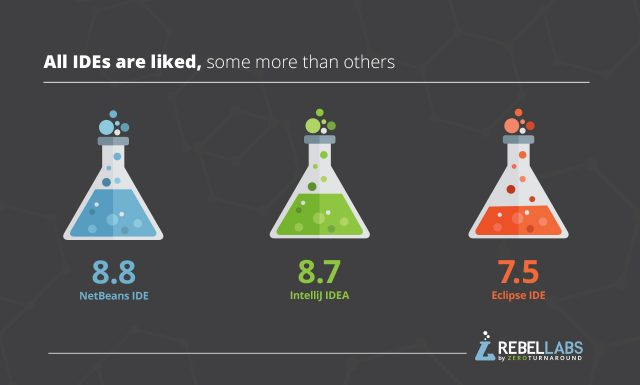 All IDEs are liked, some more than others
8.8
NetBeans IDE
8.7
IntelliJ IDEA
7.5
Eclipse IDE
REBELLABS
by ZEROTURNAROUND